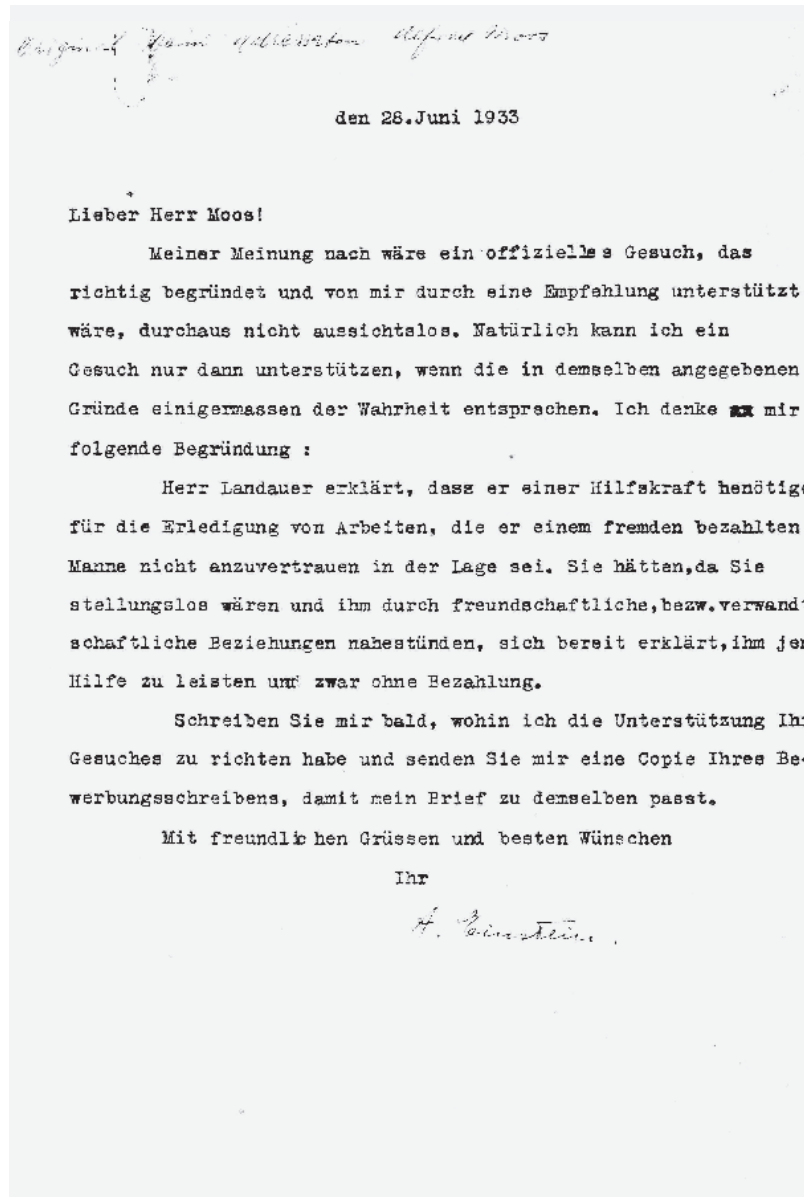 Original beim Adressaten Alfred Moos
den 28.Juni 1933
Lieber Herr Moos!
Meiner Meinung nach wäre ein offizielles Gesuch, das
richtig begründet und von mir durch eine Empfehlung unterstützt
wäre, durchaus nicht aussichtslos. Natürlich kann ich ein
Gesuch nur dann unterstützen, wenn die in demselben angegebenen
Gründe einigermassen der Wahrheit entsprechen. Ich denke mir
folgende Begründung :
Herr Landauer erklärt, dass er einer Hilfskraft benötige
für die Erledigung von Arbeiten, die er einem fremden bezahlten
Manne nicht anzuvertrauen in der Lage sei. Sie hätten,da Sie
stellungslos wären und ihm durch freundschaftliche,bezw.verwandt
schaftliche Beziehungen nahestünden, sich bereit erklärt,ihm jen
Hilfe zu leisten und zwar ohne Bezahlung.
Schreiben Sie mir bald, wohin ich die Unterstützung Ihr
Gesuches zu richten habe und senden Sie mir eine Copie Ihres Be-
werbungsschreibens, damit mein Brief zu demselben passt.
Mit freundlichen Grüssen und besten Wünschen
Ihr
A. Einstein.